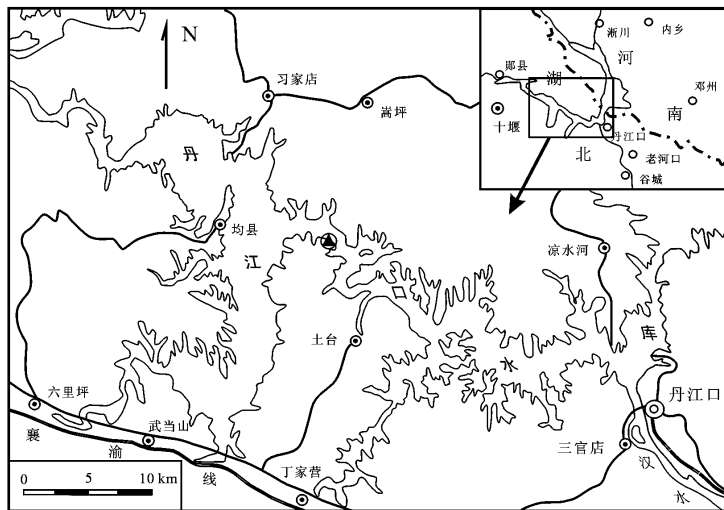 N
习家店
嵩坪
丹
均县
江
凉水河
口
土台
水
库
六里坪
武当山
丹江口
三官店
襄
渝
线
丁家营
汉
水
0 5 10 km
淅川
内乡
河
郧县
湖
邓州
南
十堰
丹江口
北
老河口
谷城